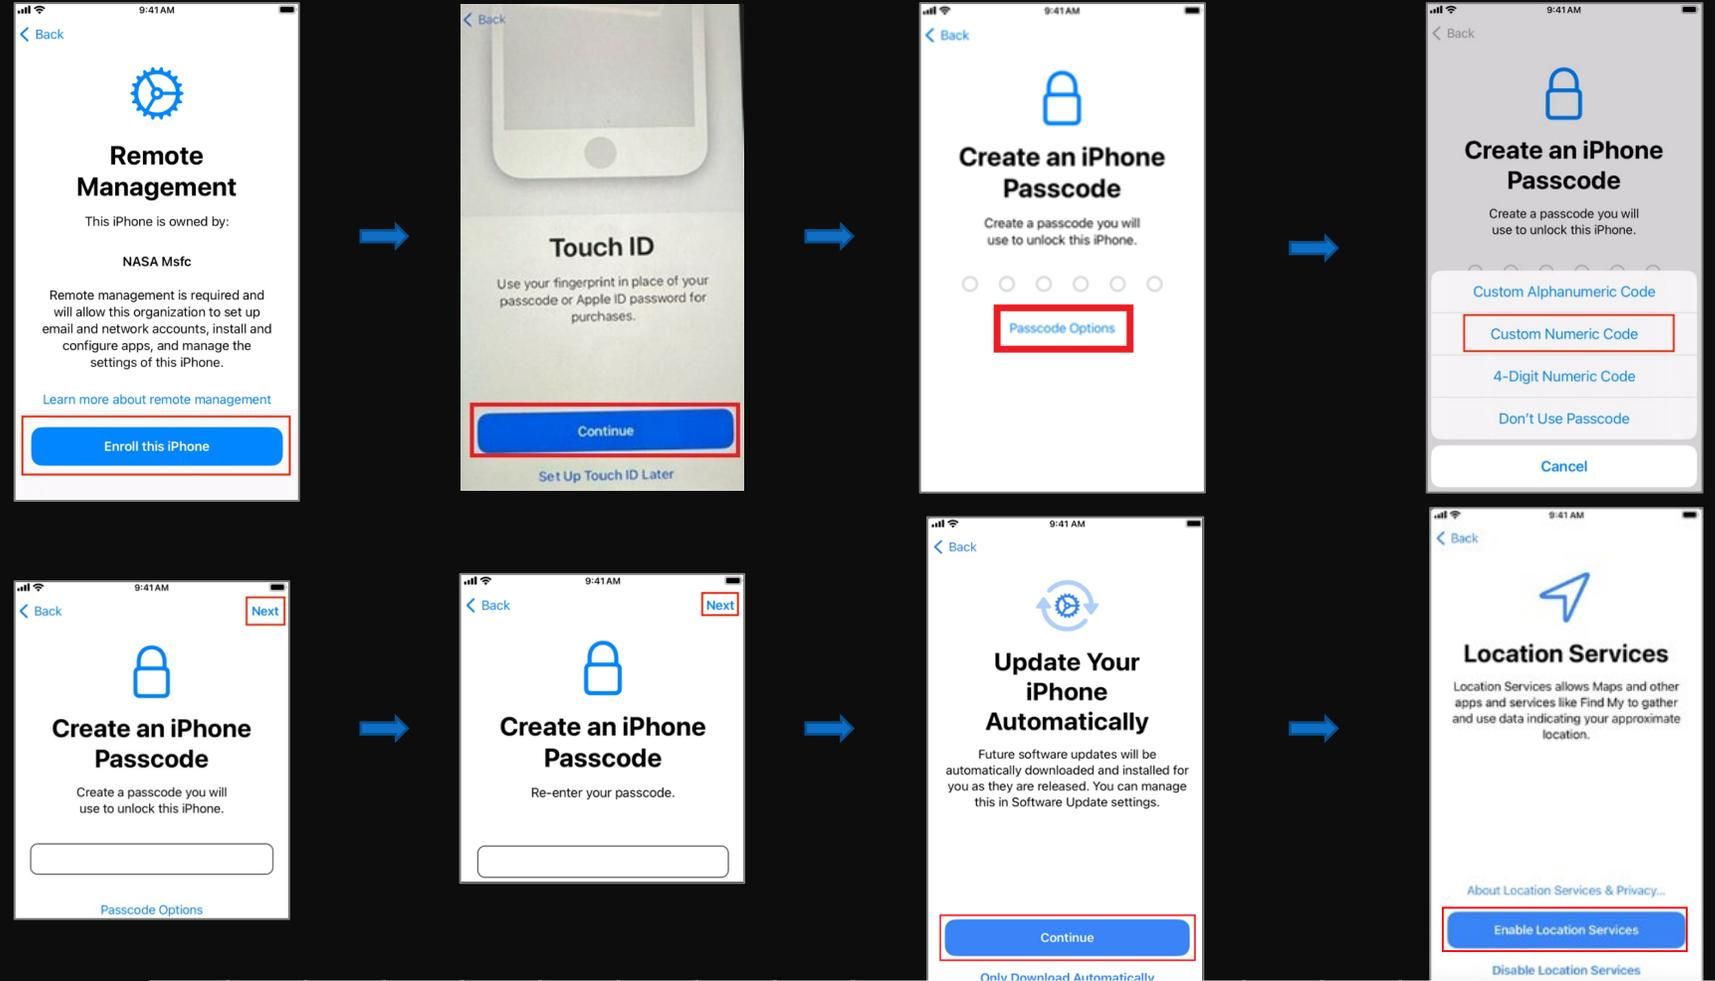 9:41 AM
Back
Remote
Management
This iPhone is owned by:
NASA Msfc
Remote management is required and
will allow this organization to set up
email and network accounts, install and
configure apps, and manage the
settings of this iPhone.
Learn more about remote management
Enroll this iPhone
Back
Touch ID
Use your fingerprint in place of your
passcode or Apple ID password for
purchases.
Continue
Set Up Touch ID Later
9:41 AM
Back
Create an iPhone
Passcode
Create a passcode you will
use to unlock this iPhone.
Passcode Options
9:41 AM
Back
Create an iPhone
Passcode
Create a passcode you will
use to unlock this iPhone.
Custom Alphanumeric Code
Custom Numeric Code
4-Digit Numeric Code
Don't Use Passcode
Cancel
9:41 AM
Back
Next
Create an iPhone
Passcode
Create a passcode you will
use to unlock this iPhone.
Passcode Options
9:41 AM
Back
Next
Create an iPhone
Passcode
Re-enter your passcode.
9:41 AM
Back
Update Your
iPhone
Automatically
Future software updates will be
automatically downloaded and installed for
you as they are released. You can manage
this in Software Update settings.
Continue
Only Download Automatically
9:41 AM
Back
Location Services
Location Services allows Maps and other
apps and services like Find My to gather
and use data indicating your approximate
location.
About Location Services & Privacy...
Enable Location Services
Disable Location Services